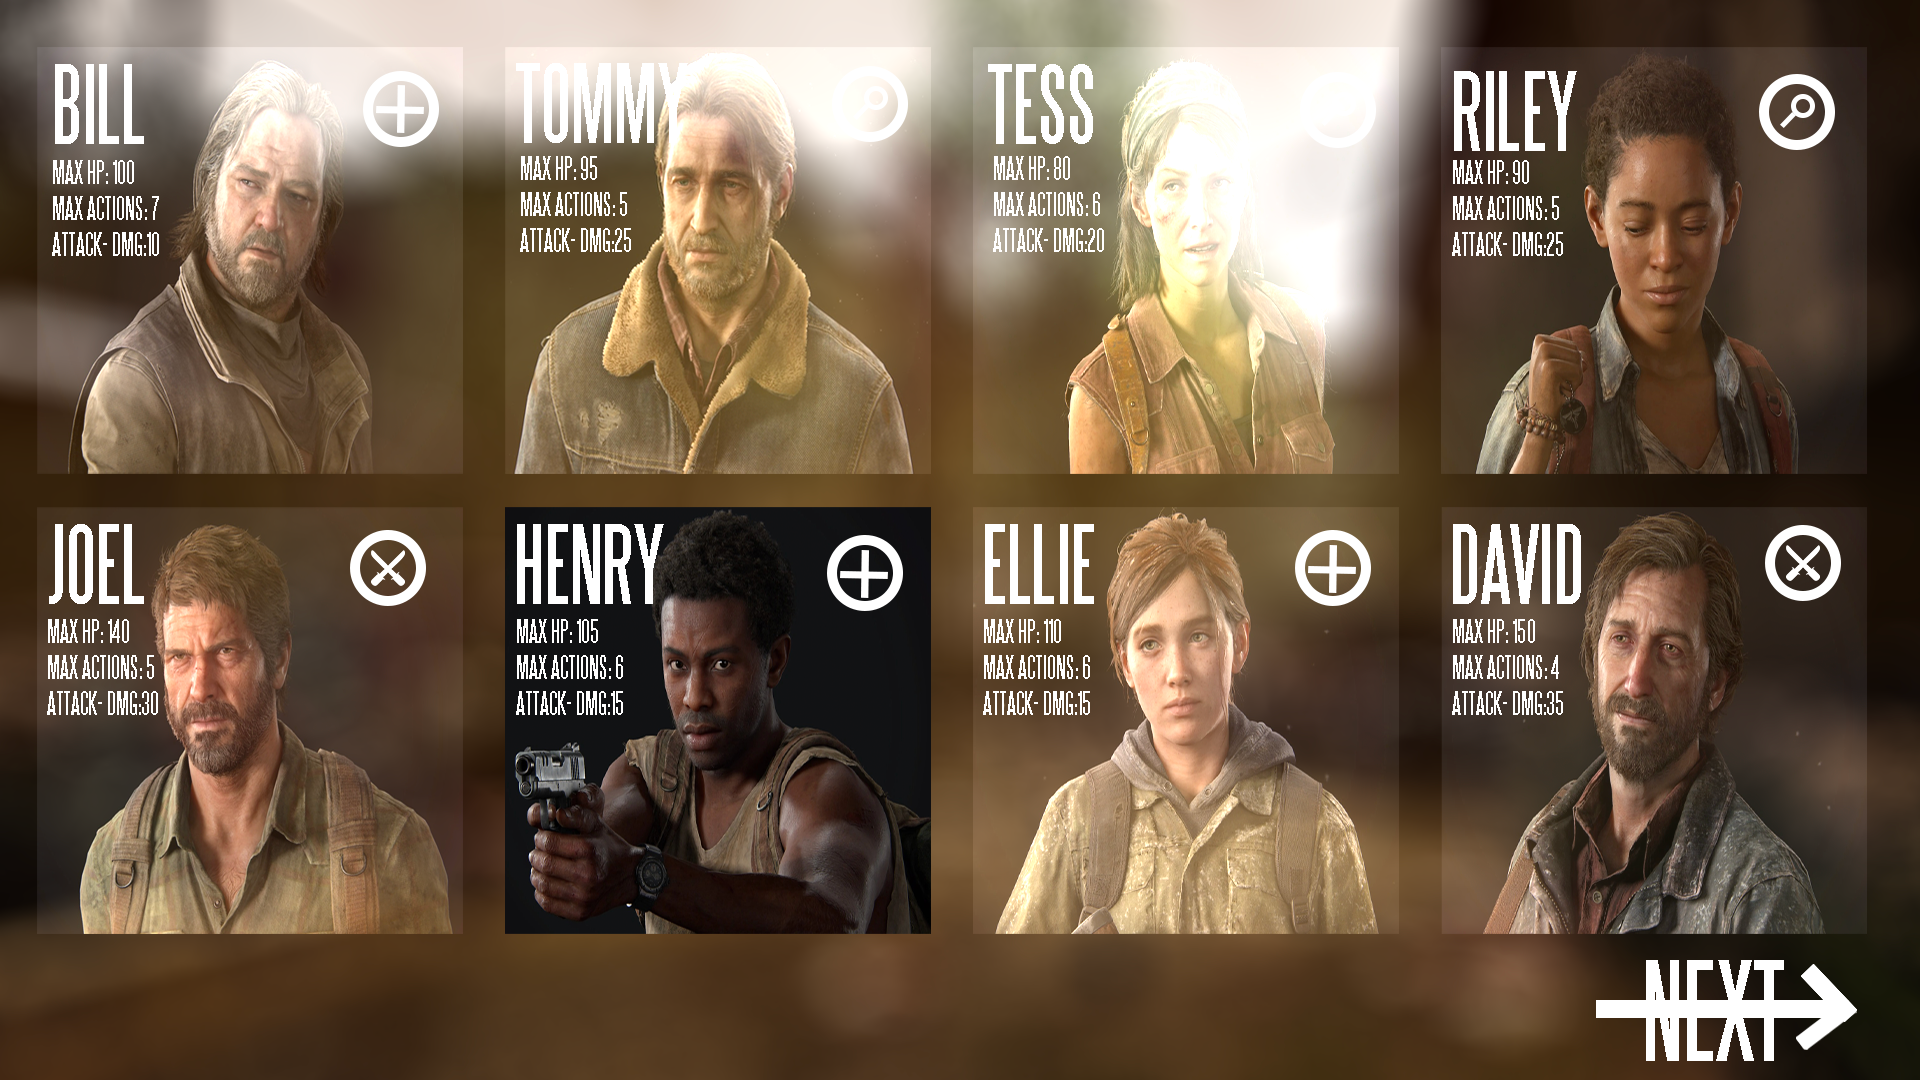 BILL
MAX HP: 100
MAX ACTIONS: 7
ATTACK- DMG:10
TOMMY
MAX HP: 95
MAX ACTIONS: 5
ATTACK- DMG:25
TESS
MAX HP: 80
MAX ACTIONS: 6
ATTACK- DMG:20
RILEY
MAX HP: 90
MAX ACTIONS: 5
ATTACK- DMG:25
JOEL
MAX HP: 140
MAX ACTIONS: 5
ATTACK- DMG:30
HENRY
MAX HP: 105
MAX ACTIONS: 6
ATTACK- DMG:15
ELLIE
MAX HP: 110
MAX ACTIONS: 6
ATTACK- DMG:15
DAVID
MAX HP: 150
MAX ACTIONS: 4
ATTACK- DMG:35
NEXT